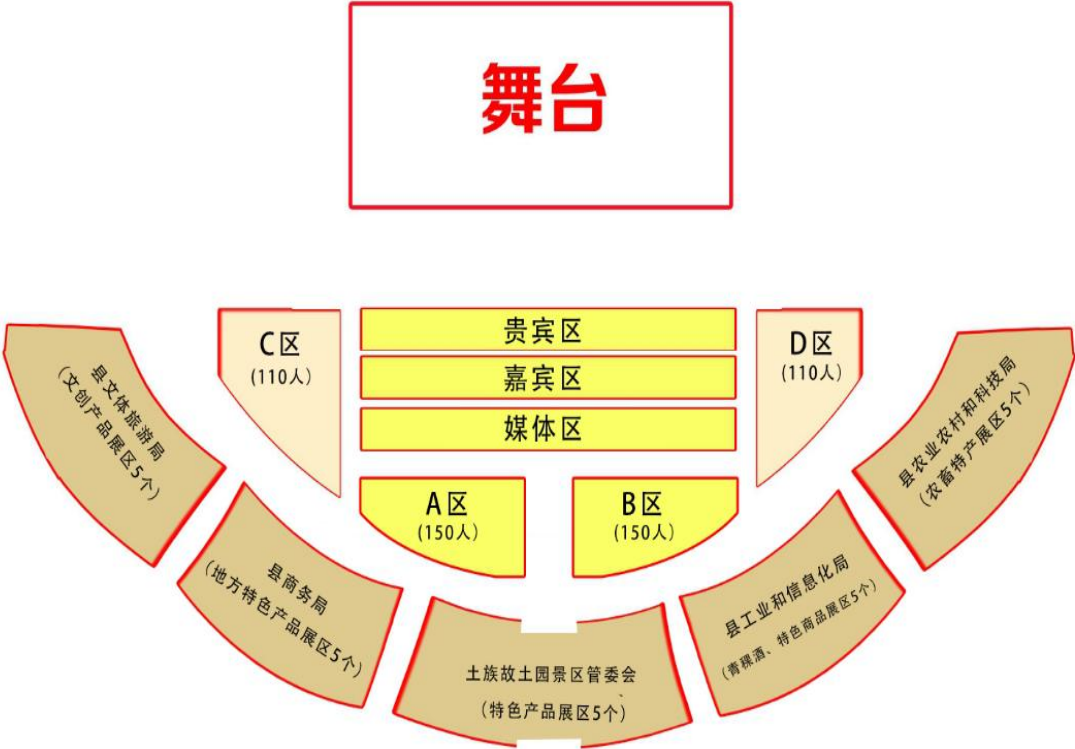 舞台
贵宾区
嘉宾区
媒体区
C区
(110人)
D区
(110人)
A区
(150人)
B区
(150人)
县文体旅游局
(文创产品展区5个)
县商务局
(地方特色产品展区5个)
土族故土园景区管委会
(特色产品展区5个)
县工业和信息化局
(青稞酒、特色商品展区5个)
县农业农村和科技局
(农畜特产展区5个)